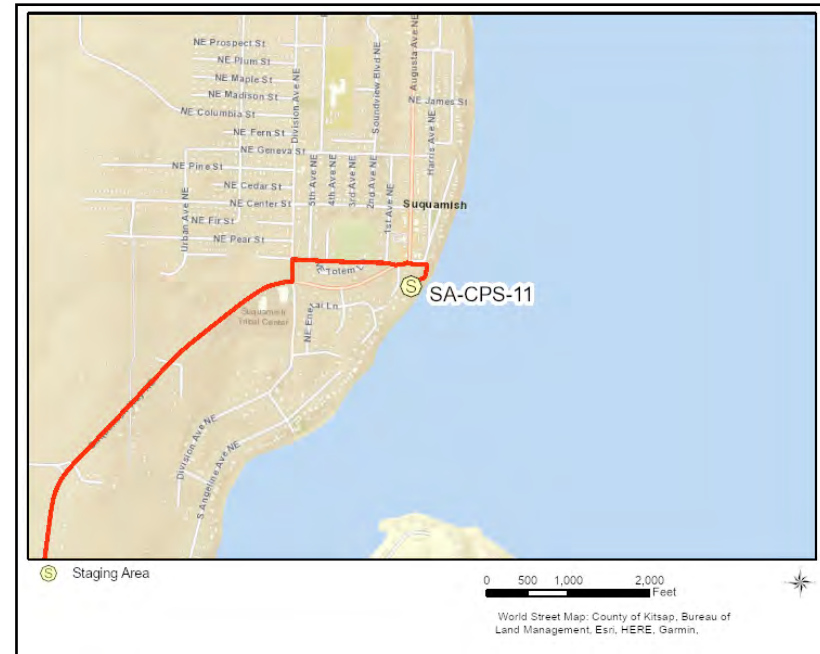 NE Prospect St
NE Plum St
NE Maple St
NE Madison St
NE Columbia St
NE Fern St
NE Geneva St
NE Pine St
NE Cedar St
NE Center St
NE Fir St
NE Pear St
Urban Ave NE
Division Ave NE
5th Ave NE
4th Ave NE
3rd Ave NE
2nd Ave NE
1st Ave NE
Soundview Blvd NE
Augusta Ave NE
NE James St
Harris Ave NE
Suquamish
Totem
SA-CPS-11
S
Suquamish
Tribal Center
NE
Division Ave NE
S Angeline Ave NE
S Staging Area
0 500 1,000 2,000
Feet
World Street Map: County of Kitsap, Bureau of
Land Management, Esri, HERE, Garmin,